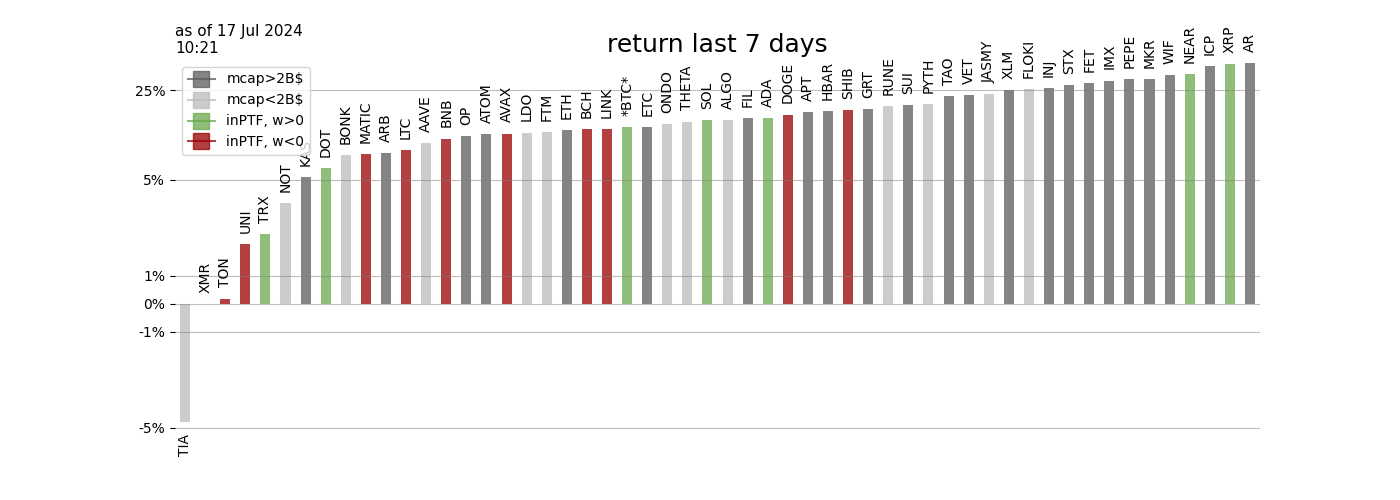 as of 17 Jul 2024
10:21
return last 7 days
mcap>2B$
mcap<2B$
inPTF, w>0
inPTF, w<0
25%
5%
1%
0%
-1%
-5%
TIA
XMR
TON
UNI
TRX
NOT
KAS
DOT
BONK
MATIC
ARB
LTC
AAVE
BNB
OP
ATOM
AVAX
LDO
FTM
ETH
BCH
LINK
*BTC*
ETC
ONDO
THETA
SOL
ALGO
FIL
ADA
DOGE
APT
HBAR
SHIB
GRT
RUNE
SUI
PYTH
TAO
VET
JASMY
XLM
FLOKI
INJ
STX
FET
IMX
PEPE
MKR
WIF
NEAR
ICP
XRP
AR